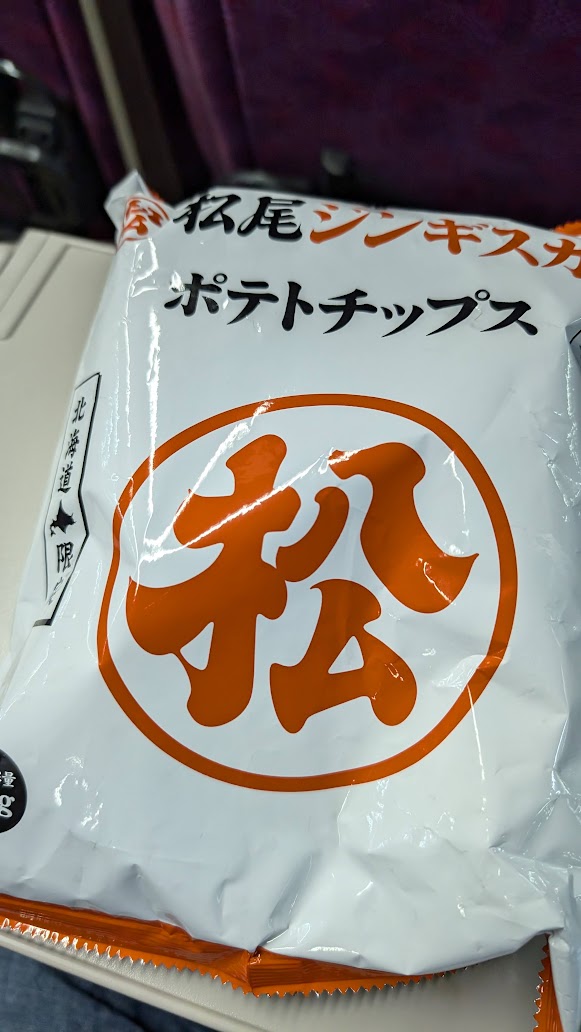 松尾ジンギスカ
ポテトチップス
北海道限
松
量
g